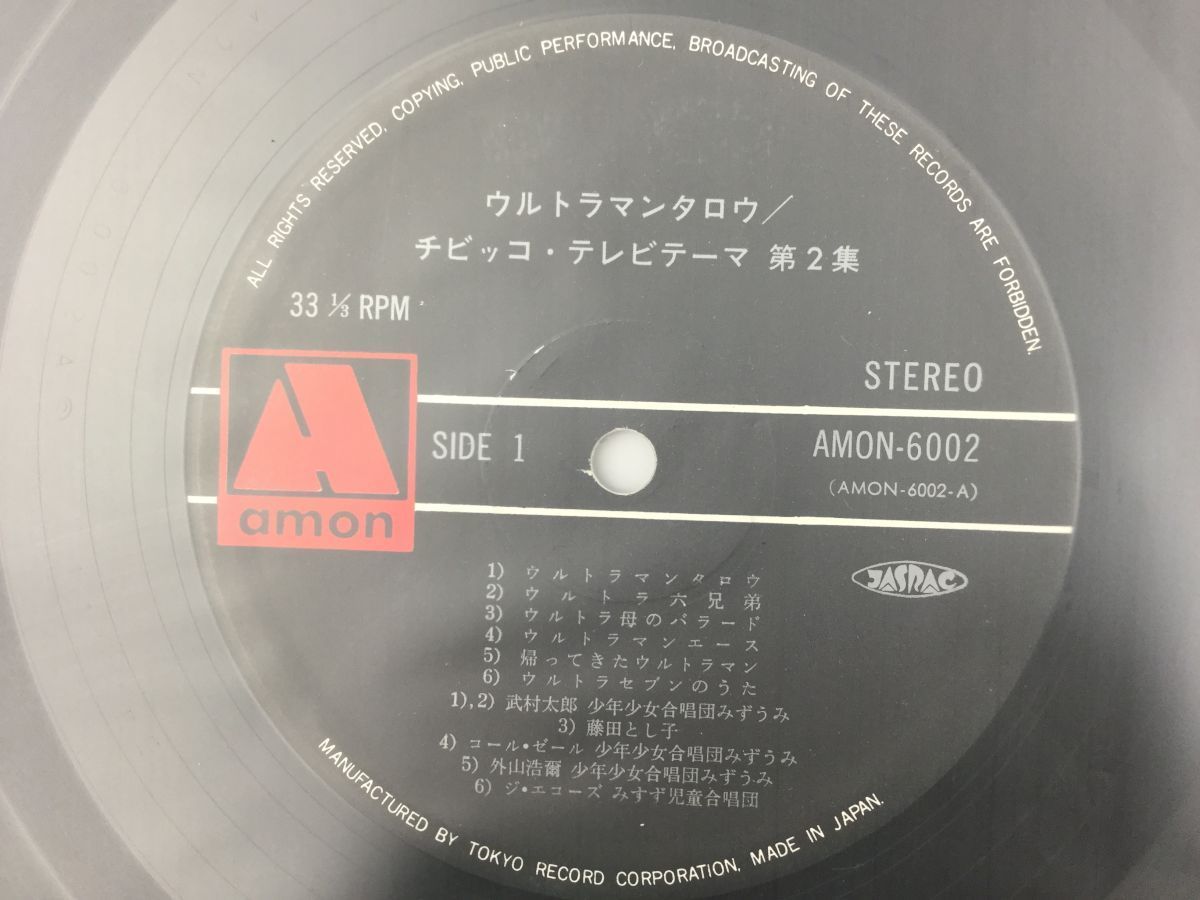 ALL RIGHTS RESERVED, COPYING, PUBLIC PERFORMANCE, BROADCASTING OF THESE RECORDS ARE FORBIDDEN.
ウルトラマンタロウ/
チビッコ・テレビテーマ 第2集
33 ⅓ RPM
STEREO
SIDE 1
AMON-6002
(AMON-6002-A)
amon
JASRAC
1) ウルトラマンタロウ
2) ウルトラ六兄弟
3) ウルトラ母のバラード
4) ウルトラマンエース
5) 帰ってきたウルトラマン
6) ウルトラセブンのうた
1),2) 武村太郎 少年少女合唱団みずうみ
3) 藤田とし子
4) コール・ゼール 少年少女合唱団みずうみ
5) 外山浩爾 少年少女合唱団みずうみ
6) ジ・エコーズ みすず児童合唱団
MANUFACTURED BY TOKYO RECORD CORPORATION, MADE IN JAPAN.